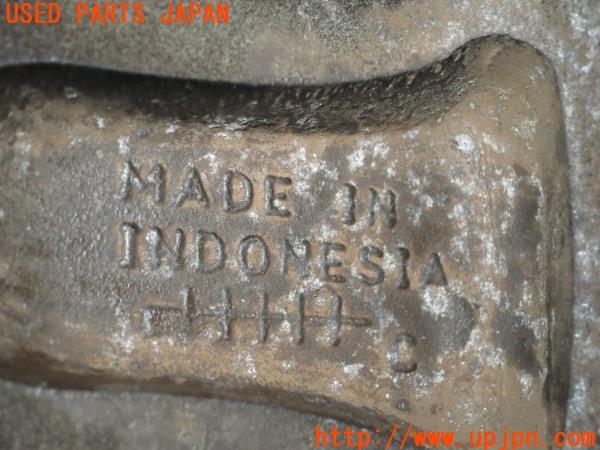 USED PARTS JAPAN
MADE IN
INDONESIA
C
http://www.upjpn.com